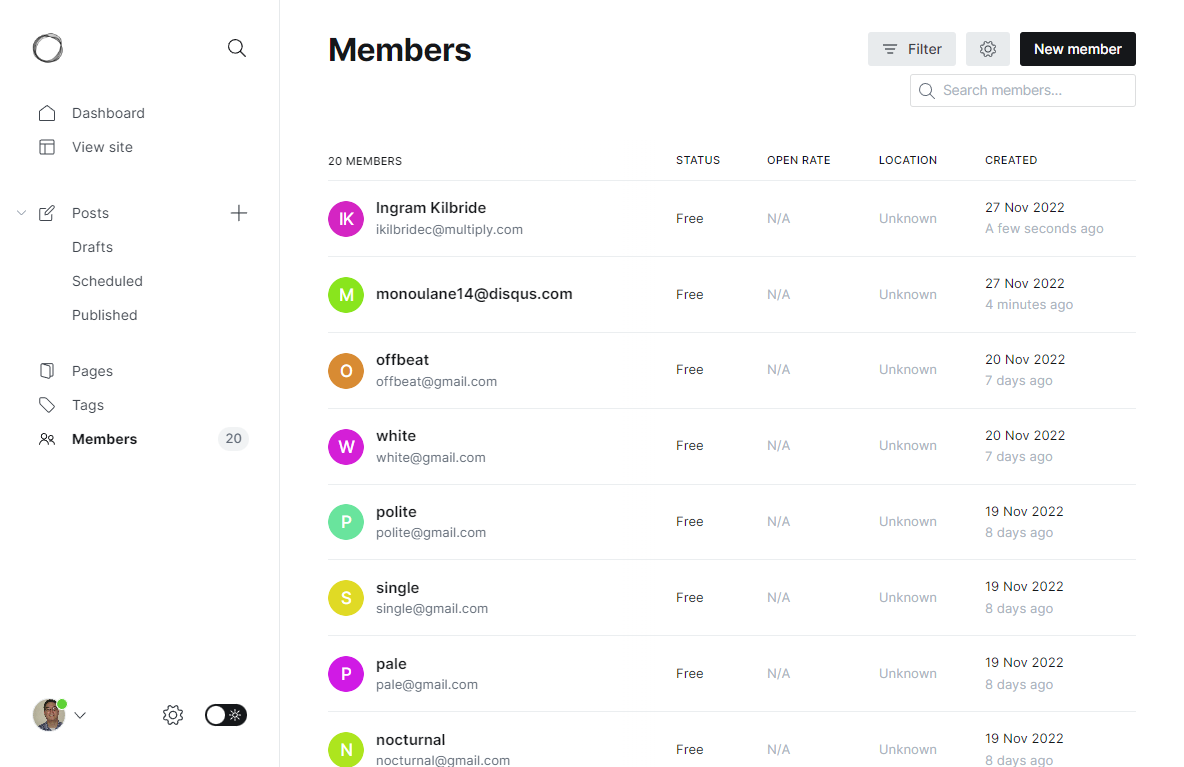 Members
Filter
New member
Search members...
Dashboard
View site
Posts
Drafts
Scheduled
Published
Pages
Tags
Members 20
20 MEMBERS STATUS OPEN RATE LOCATION CREATED
IK Ingram Kilbride Free N/A Unknown 27 Nov 2022
ikilbridec@multiply.com A few seconds ago
M monoulane14@disqus.com Free N/A Unknown 27 Nov 2022
4 minutes ago
O offbeat Free N/A Unknown 20 Nov 2022
offbeat@gmail.com 7 days ago
W white Free N/A Unknown 20 Nov 2022
white@gmail.com 7 days ago
P polite Free N/A Unknown 19 Nov 2022
polite@gmail.com 8 days ago
S single Free N/A Unknown 19 Nov 2022
single@gmail.com 8 days ago
P pale Free N/A Unknown 19 Nov 2022
pale@gmail.com 8 days ago
N nocturnal Free N/A Unknown 19 Nov 2022
nocturnal@gmail.com 8 days ago